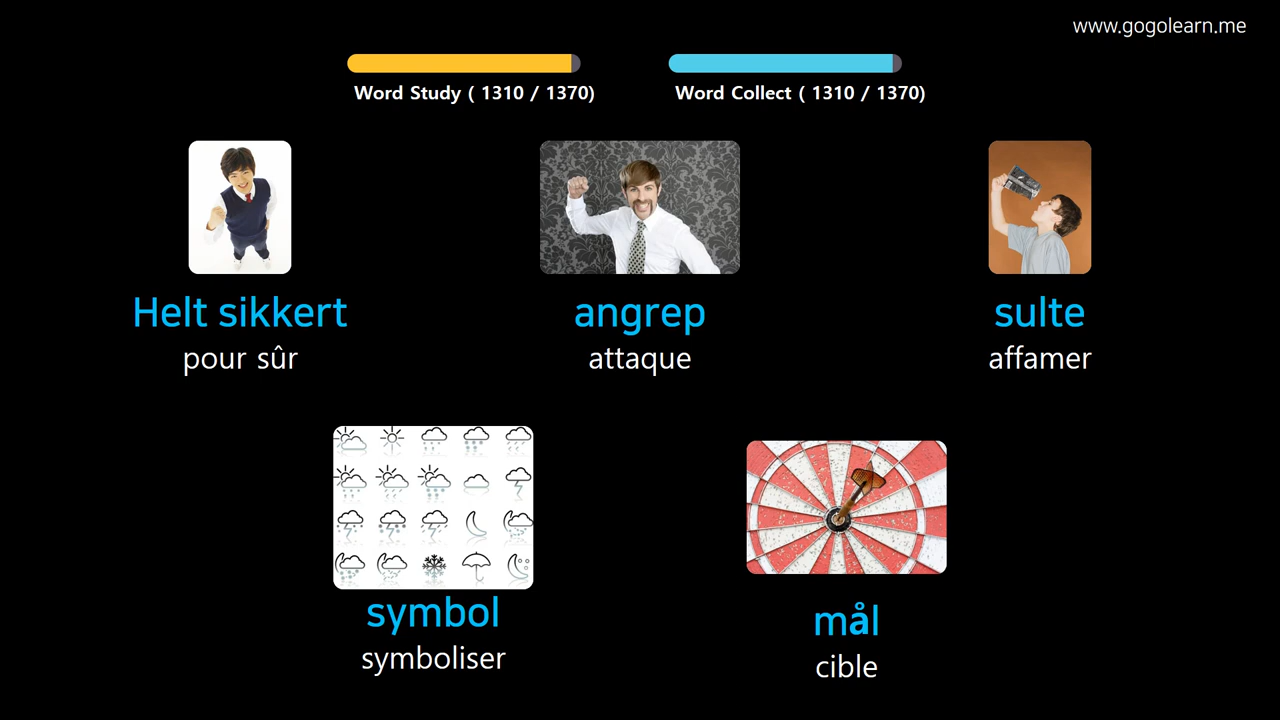 www.gogolearn.me
Word Study ( 1310 / 1370)
Word Collect ( 1310 / 1370)
Helt sikkert
pour sûr
angrep
attaque
sulte
affamer
symbol
symboliser
mål
cible